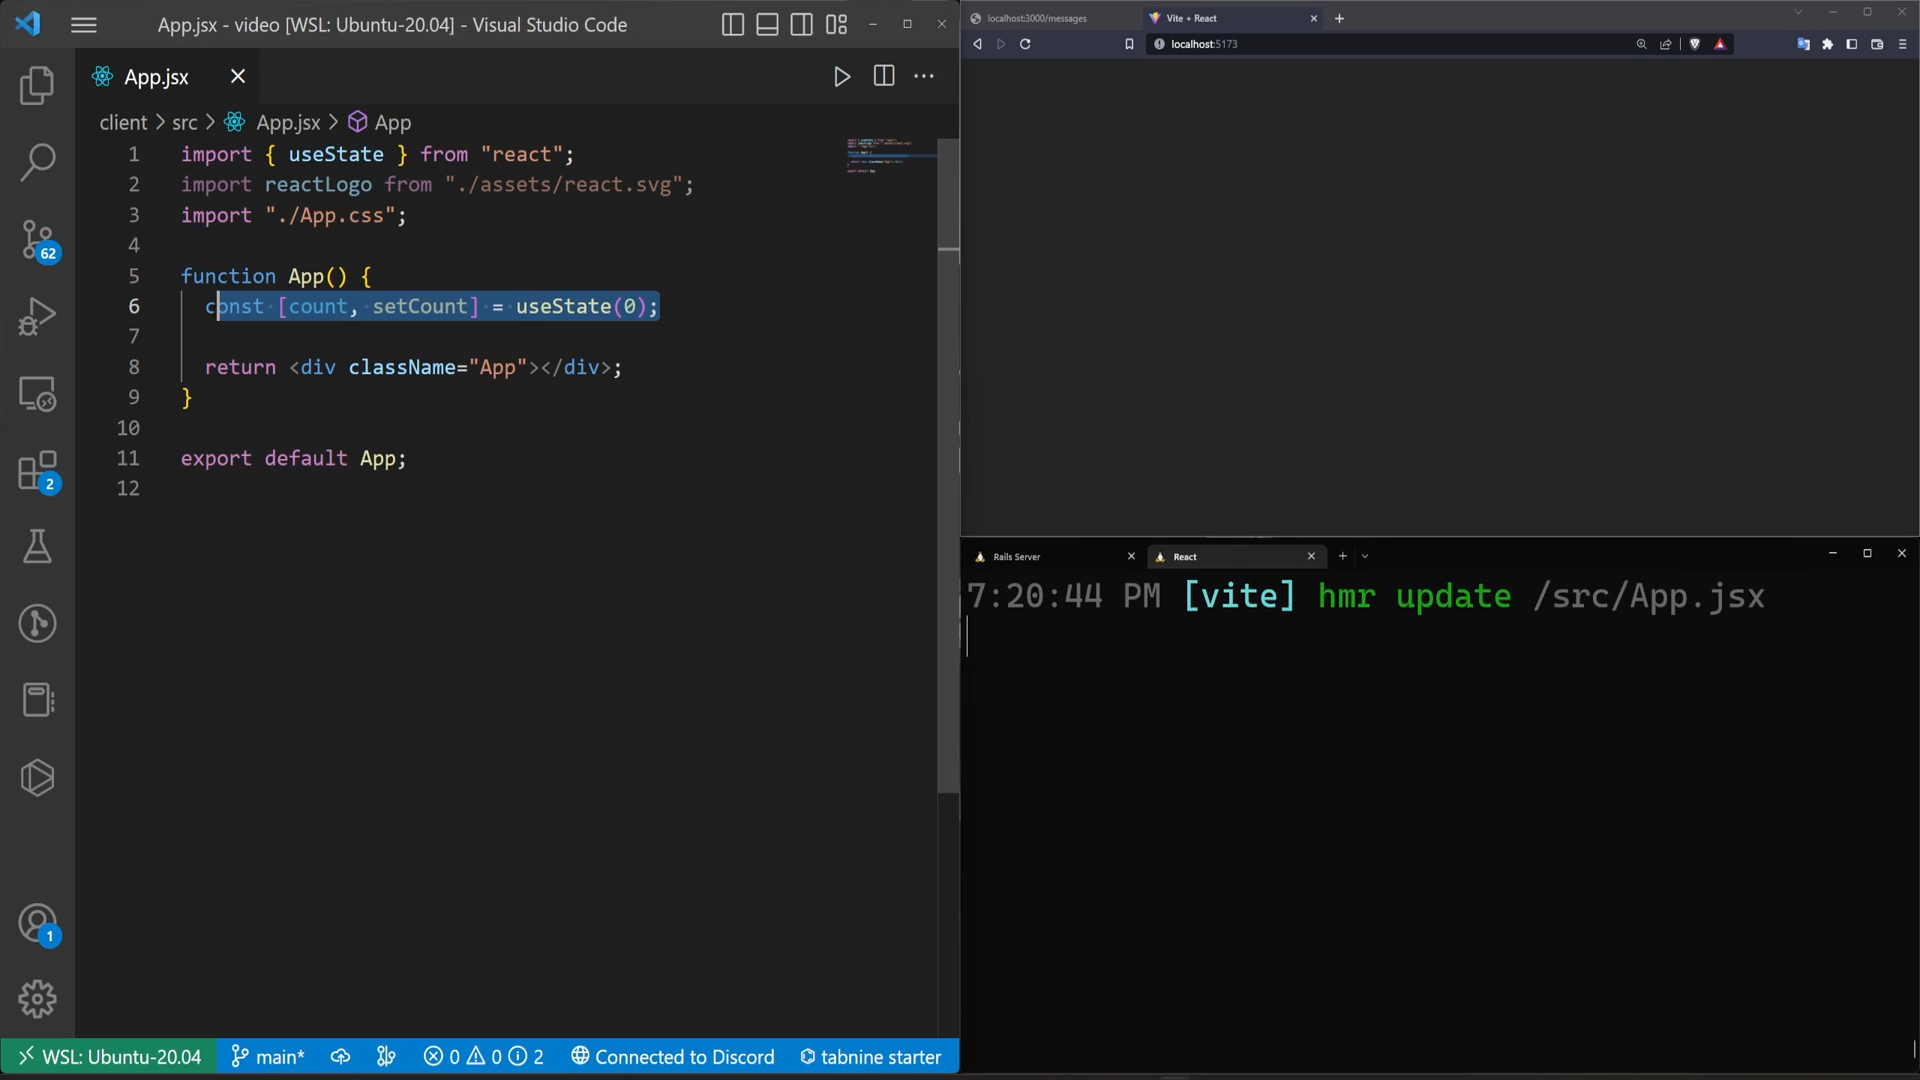 App.jsx - video [WSL: Ubuntu-20.04] - Visual Studio Code
App.jsx
client > src > App.jsx > App
1 import { useState } from "react";
2 import reactLogo from "./assets/react.svg";
3 import "./App.css";
4
5 function App() {
6 const [count, setCount] = useState(0);
7
8 return <div className="App"></div>;
9 }
10
11 export default App;
12
62
2
1
WSL: Ubuntu-20.04 main* 0 0 2 Connected to Discord tabnine starter
localhost:3000/messages
Vite + React
localhost:5173
Rails Server
React
7:20:44 PM [vite] hmr update /src/App.jsx